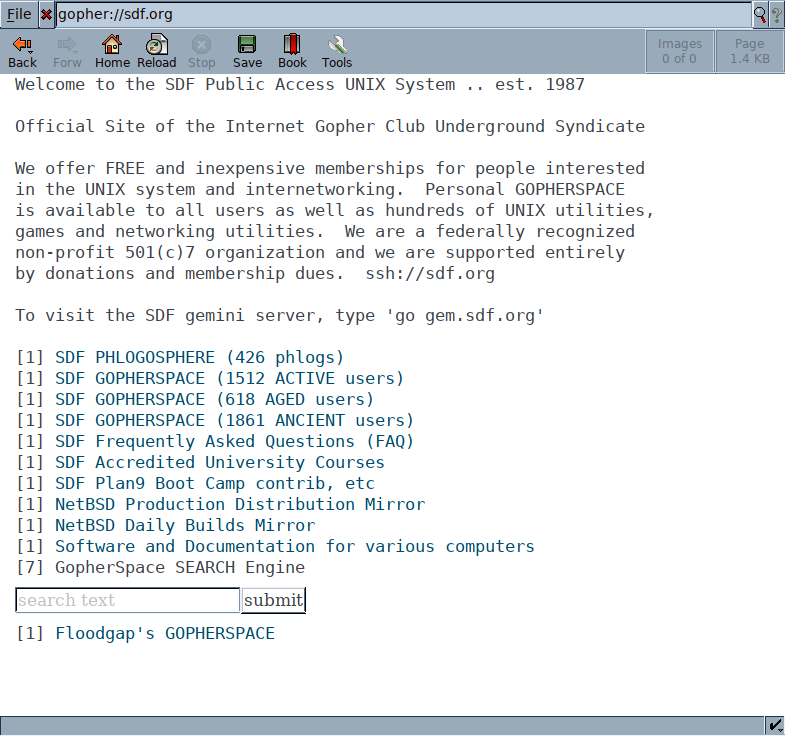 File gopher://sdf.org
Back Forw Home Reload Stop Save Book Tools
Images
0 of 0
Page
1.4 KB
Welcome to the SDF Public Access UNIX System .. est. 1987
Official Site of the Internet Gopher Club Underground Syndicate
We offer FREE and inexpensive memberships for people interested
in the UNIX system and internetworking.  Personal GOPHERSPACE
is available to all users as well as hundreds of UNIX utilities,
games and networking utilities.  We are a federally recognized
non-profit 501(c)7 organization and we are supported entirely
by donations and membership dues.  ssh://sdf.org
To visit the SDF gemini server, type 'go gem.sdf.org'
[1] SDF PHLOGOSPHERE (426 phlogs)
[1] SDF GOPHERSPACE (1512 ACTIVE users)
[1] SDF GOPHERSPACE (618 AGED users)
[1] SDF GOPHERSPACE (1861 ANCIENT users)
[1] SDF Frequently Asked Questions (FAQ)
[1] SDF Accredited University Courses
[1] SDF Plan9 Boot Camp contrib, etc
[1] NetBSD Production Distribution Mirror
[1] NetBSD Daily Builds Mirror
[1] Software and Documentation for various computers
[7] GopherSpace SEARCH Engine
search text submit
[1] Floodgap's GOPHERSPACE